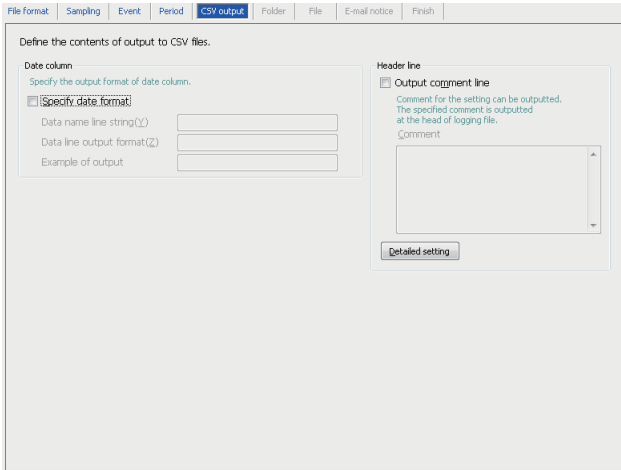 File format Sampling Event Period CSV output Folder File E-mail notice Finish
Define the contents of output to CSV files.
Date column
Specify the output format of date column.
Specify date format
Data name line string(Y)
Data line output format(Z)
Example of output
Header line
Output comment line
Comment for the setting can be outputted.
The specified comment is outputted
at the head of logging file.
Comment
Detailed setting